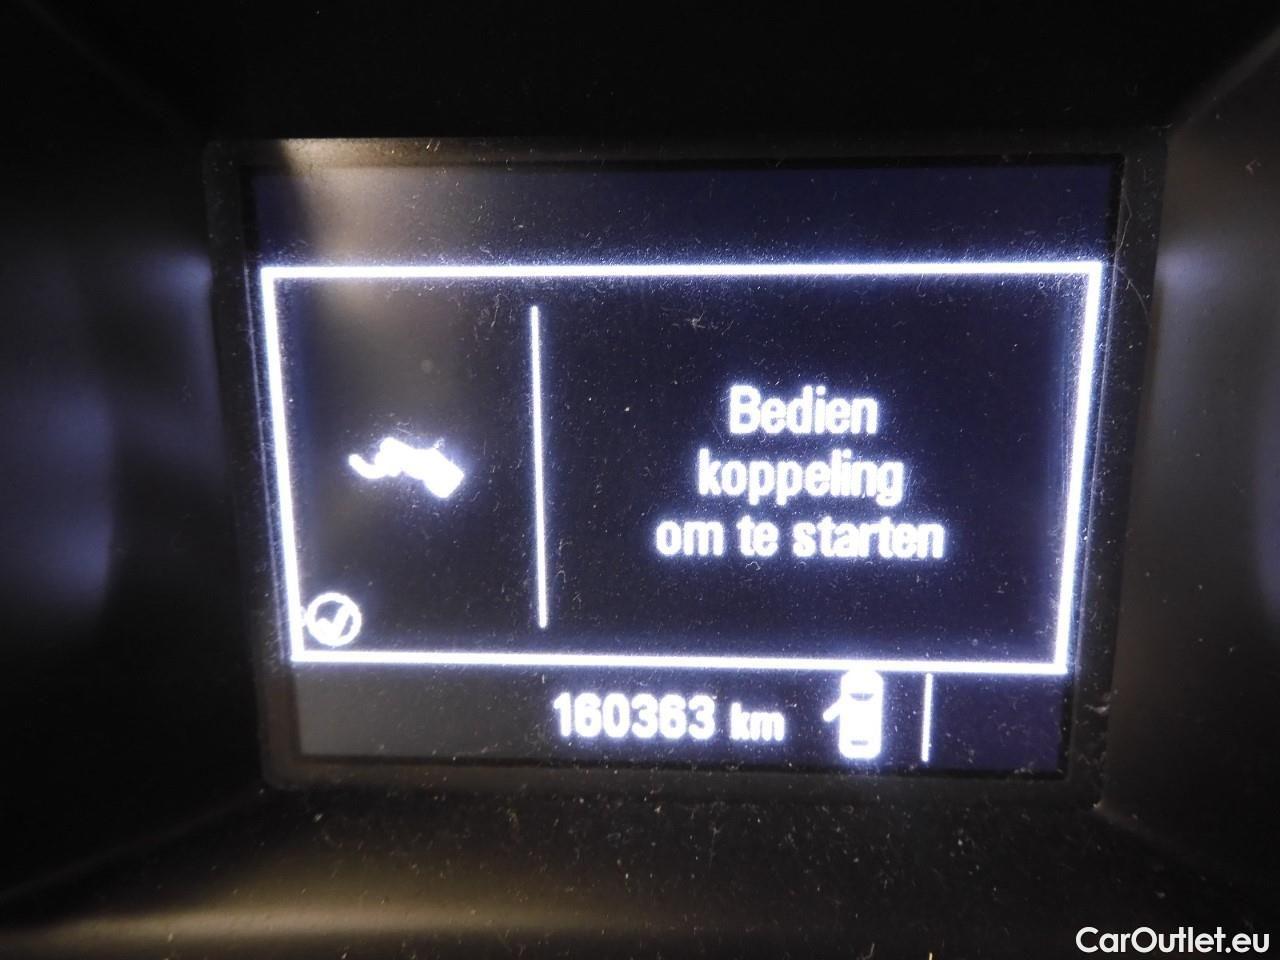 Bedien
koppeling
om te starten
160363 km
CarOutlet.eu